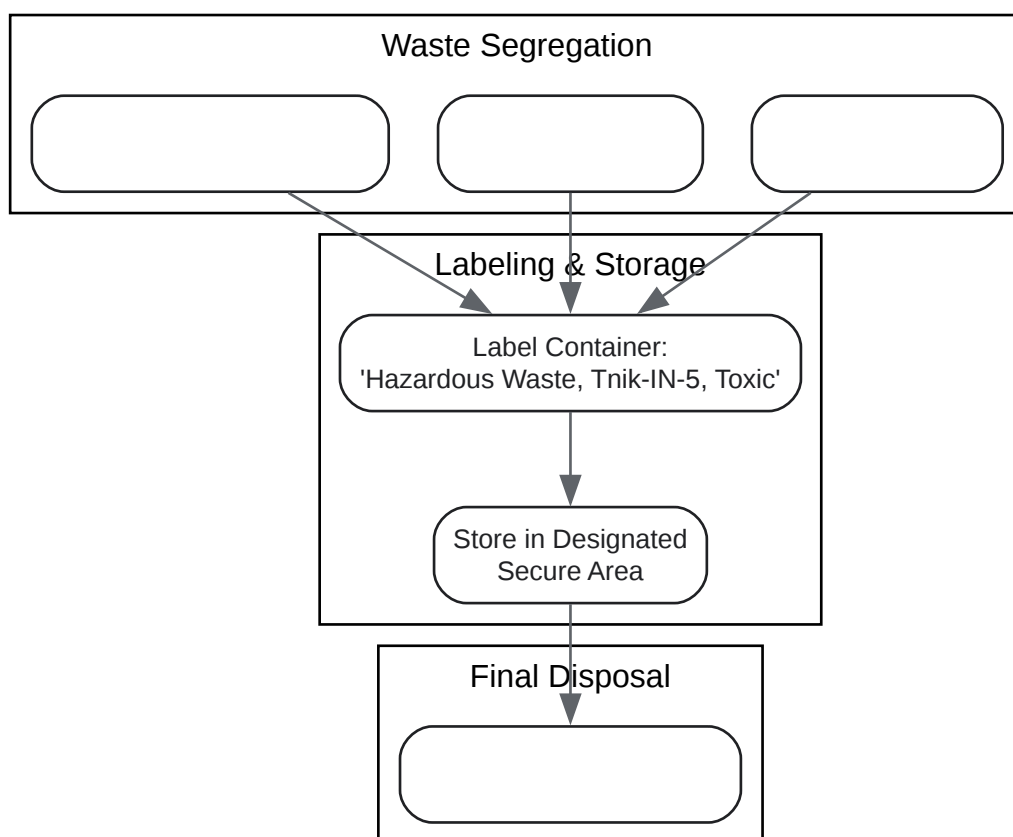 Waste Segregation
Labeling & Storage
Label Container:
'Hazardous Waste, Tnik-IN-5, Toxic'
Store in Designated
Secure Area
Final Disposal